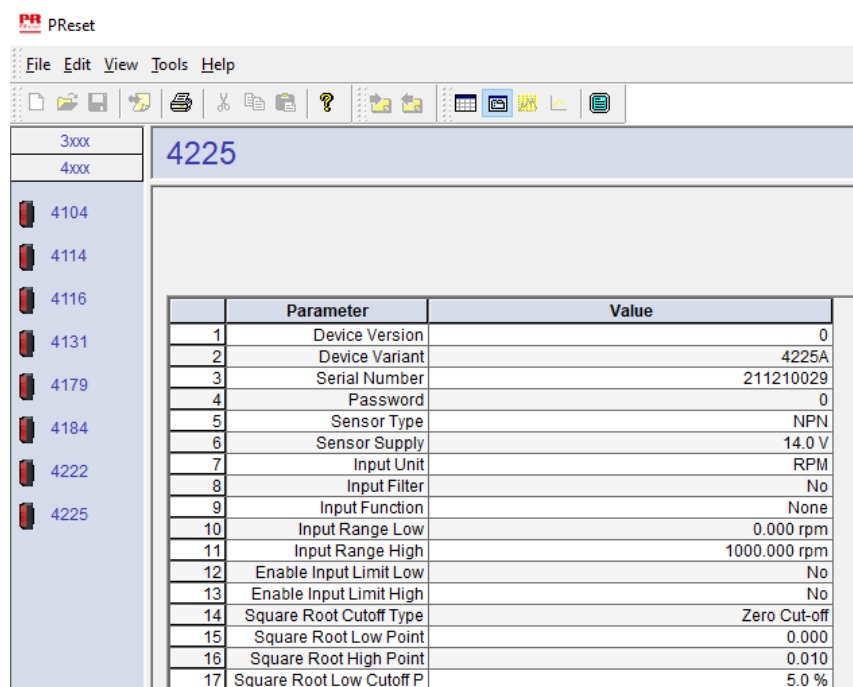 PR PReset
File Edit View Tools Help
3xxx
4xxx
4225
4104
4114
4116
4131
4179
4184
4222
4225
Parameter Value
1 Device Version 0
2 Device Variant 4225A
3 Serial Number 211210029
4 Password 0
5 Sensor Type NPN
6 Sensor Supply 14.0 V
7 Input Unit RPM
8 Input Filter No
9 Input Function None
10 Input Range Low 0.000 rpm
11 Input Range High 1000.000 rpm
12 Enable Input Limit Low No
13 Enable Input Limit High No
14 Square Root Cutoff Type Zero Cut-off
15 Square Root Low Point 0.000
16 Square Root High Point 0.010
17 Square Root Low Cutoff P 5.0 %